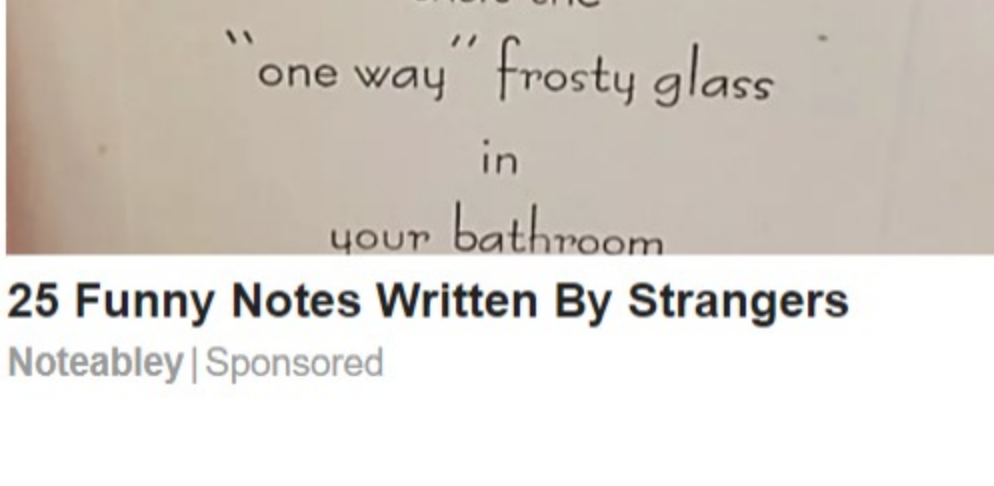 "one way" frosty glass
in
your bathroom
25 Funny Notes Written By Strangers
Noteabley | Sponsored